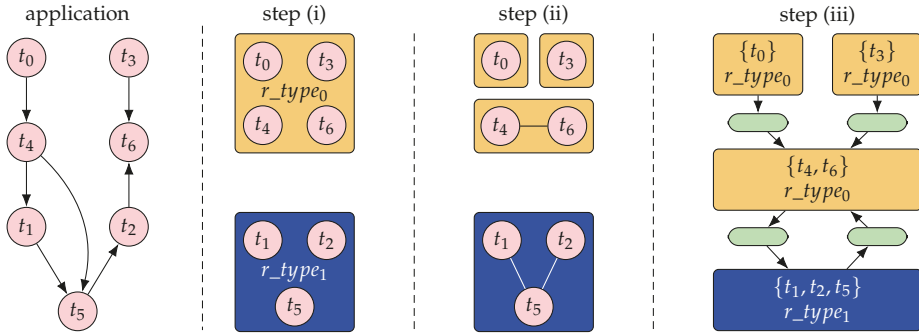 application
t0 t3
t4 t6
t1 t2
t5
step (i)
t0 t3
r_type0
t4 t6
t1 t2
r_type1
t5
step (ii)
t0 t3
t4 t6
t1 t2
t5
step (iii)
{t0} {t3}
r_type0 r_type0
{t4, t6}
r_type0
{t1, t2, t5}
r_type1